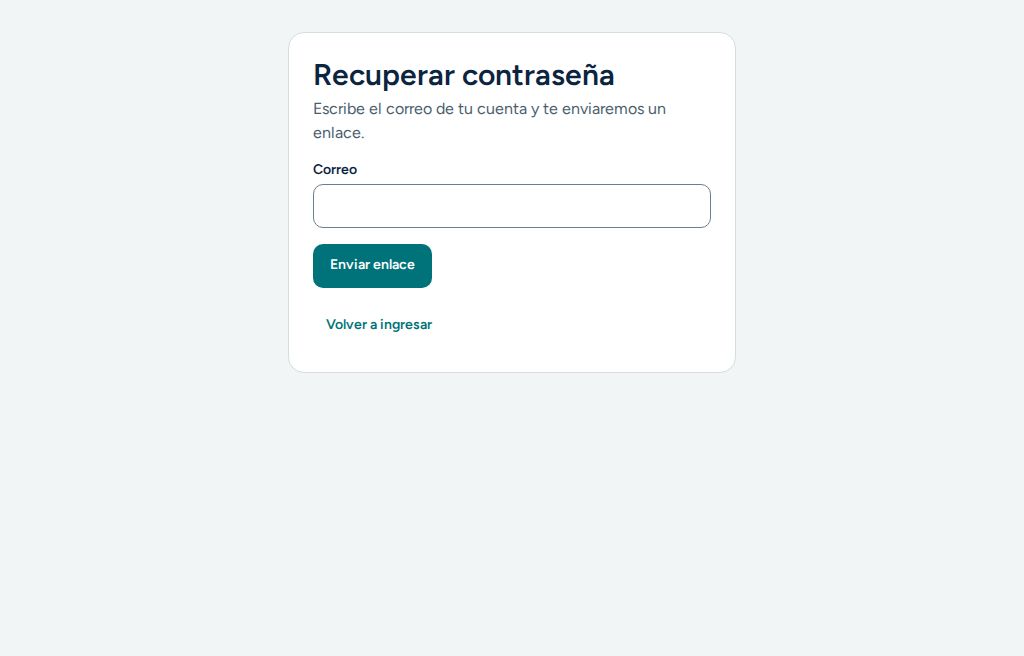 Recuperar contraseña
Escribe el correo de tu cuenta y te enviaremos un
enlace.
Correo
Enviar enlace
Volver a ingresar